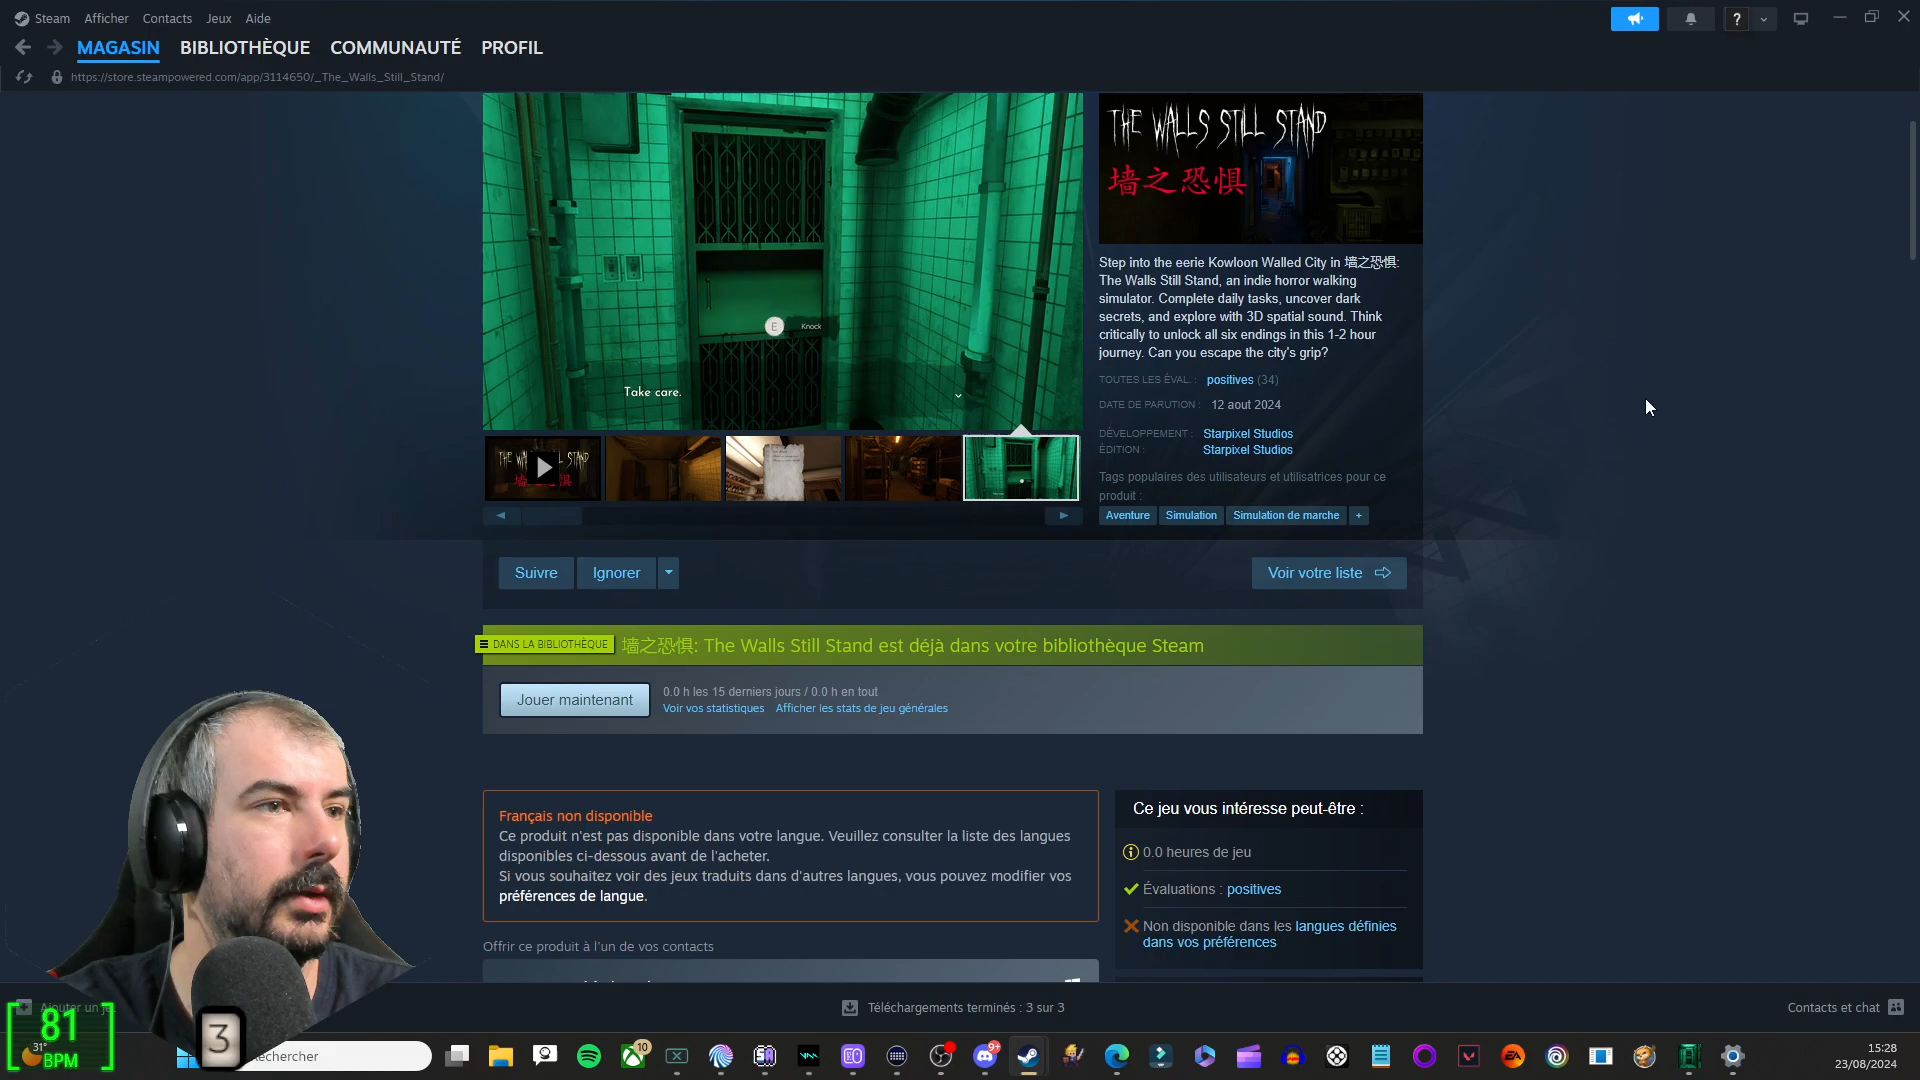 Steam Afficher Contacts Jeux Aide
MAGASIN BIBLIOTHÈQUE COMMUNAUTÉ PROFIL
https://store.steampowered.com/app/3114650/_The_Walls_Still_Stand/
E Knock
Take care.
THE WALLS STILL STAND
墙之恐惧
Step into the eerie Kowloon Walled City in 墙之恐惧:
The Walls Still Stand, an indie horror walking
simulator. Complete daily tasks, uncover dark
secrets, and explore with 3D spatial sound. Think
critically to unlock all six endings in this 1-2 hour
journey. Can you escape the city's grip?
TOUTES LES ÉVAL. : positives (34)
DATE DE PARUTION : 12 aout 2024
DÉVELOPPEMENT : Starpixel Studios
ÉDITION : Starpixel Studios
Tags populaires des utilisateurs et utilisatrices pour ce
produit :
Aventure Simulation Simulation de marche +
Suivre Ignorer Voir votre liste
DANS LA BIBLIOTHÈQUE 墙之恐惧: The Walls Still Stand est déjà dans votre bibliothèque Steam
Jouer maintenant
0.0 h les 15 derniers jours / 0.0 h en tout
Voir vos statistiques Afficher les stats de jeu générales
Français non disponible
Ce produit n'est pas disponible dans votre langue. Veuillez consulter la liste des langues
disponibles ci-dessous avant de l'acheter.
Si vous souhaitez voir des jeux traduits dans d'autres langues, vous pouvez modifier vos
préférences de langue.
Ce jeu vous intéresse peut-être :
0.0 heures de jeu
Évaluations : positives
Non disponible dans les langues définies
dans vos préférences
Offrir ce produit à l'un de vos contacts
Ajouter un je
Téléchargements terminés : 3 sur 3
Contacts et chat
81
BPM
31°
3
echercher
10
9+
EA
15:28
23/08/2024